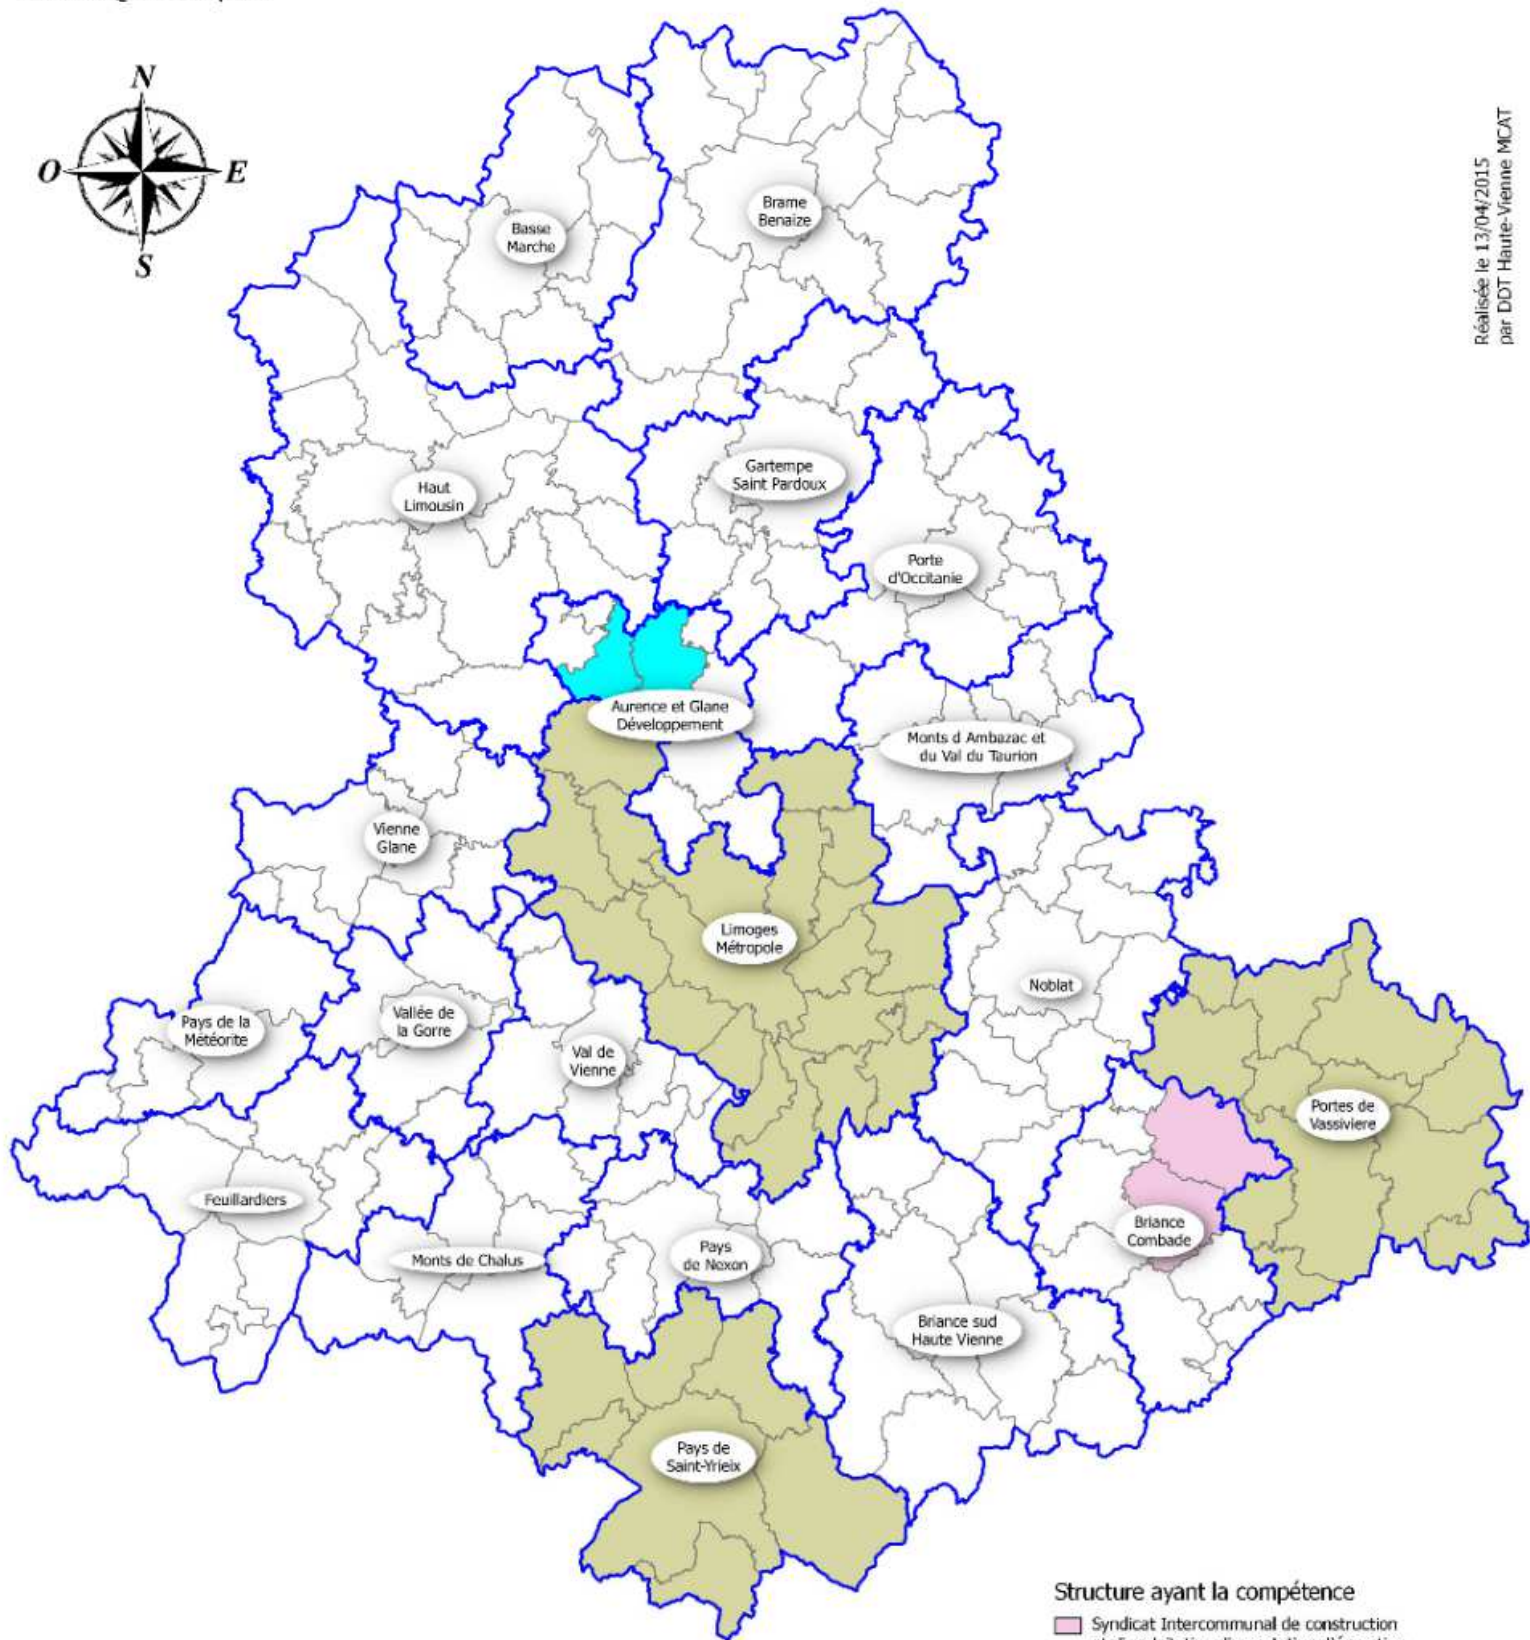 N
O
E
S
Réalisée le 13/04/2015
par DDT Haute-Vienne MCAT
Brame
Benaize
Basse
Marche
Gartempe
Saint Pardoux
Haut
Limousin
Porte
d'Occitanie
Aurence et Glane
Développement
Monts d Ambazac et
du Val du Taurion
Vienne
Glane
Limoges
Métropole
Noblat
Pays de la
Météorite
Vallée de
la Gorre
Val de
Vienne
Portes de
Vassiviere
Feuillardiers
Briance
Combade
Monts de Chalus
Pays
de Nexon
Briance sud
Haute Vienne
Pays de
Saint-Yrieix
Structure ayant la compétence
Syndicat Intercommunal de construction